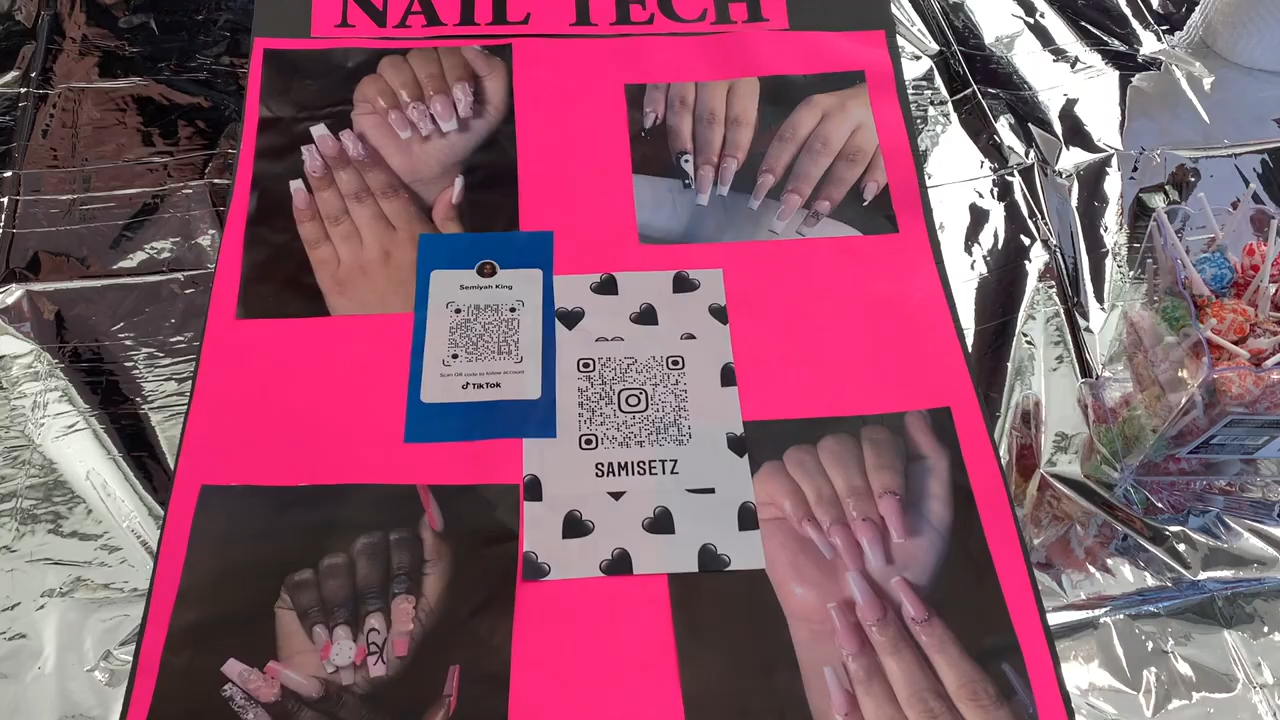 NAIL TECH
Semiyah King
Scan QR code to follow account
TikTok
SAMISETZ